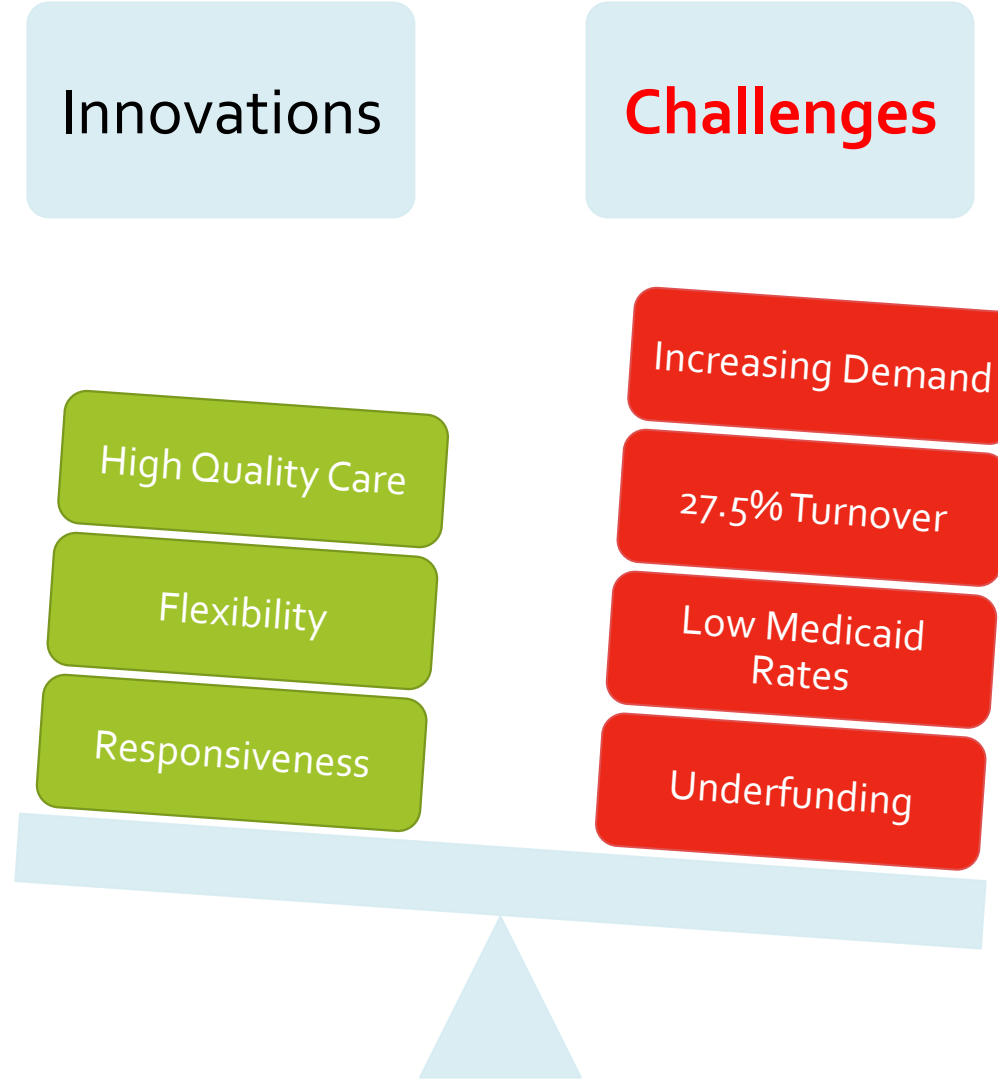 Innovations
Challenges
High Quality Care
Flexibility
Responsiveness
Increasing Demand
27.5% Turnover
Low Medicaid
Rates
Underfunding